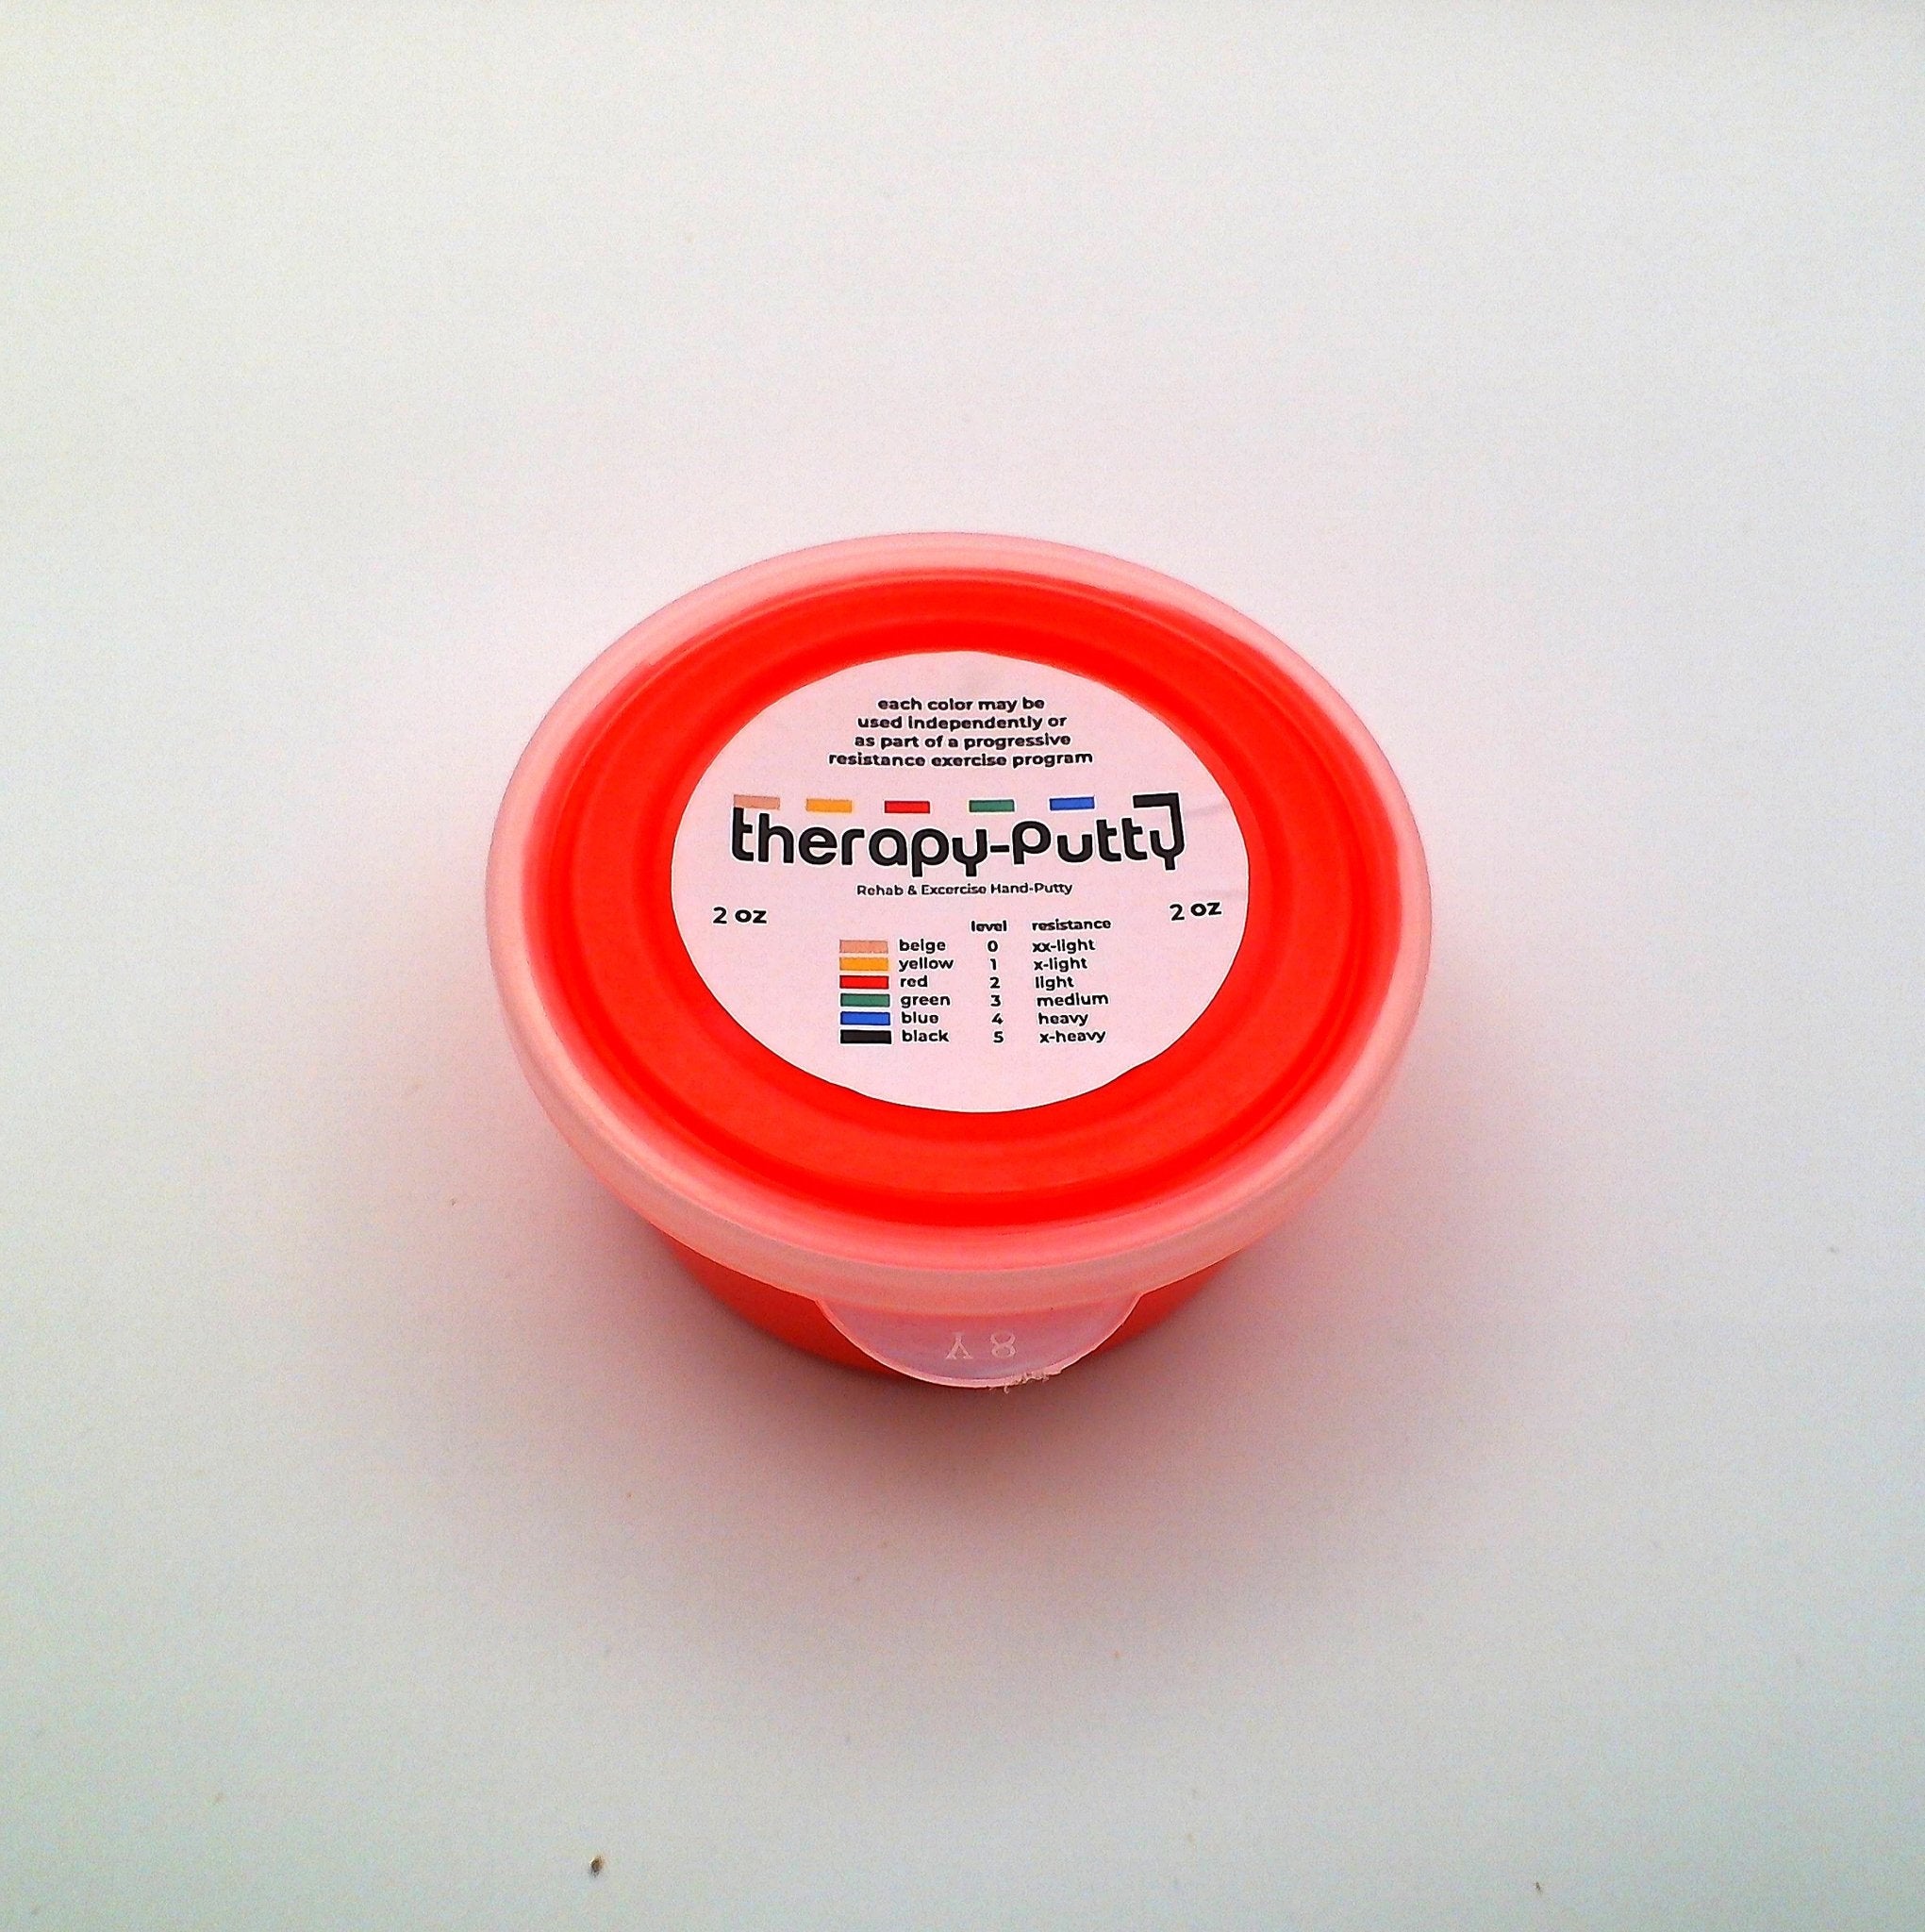 each color may be
used independently or
as part of a progressive
resistance exercise program
therapy-Putty
Rehab & Excercise Hand-Putty
2 oz 2 oz
level resistance
beige 0 xx-light
yellow 1 x-light
red 2 light
green 3 medium
blue 4 heavy
black 5 x-heavy
8 Y